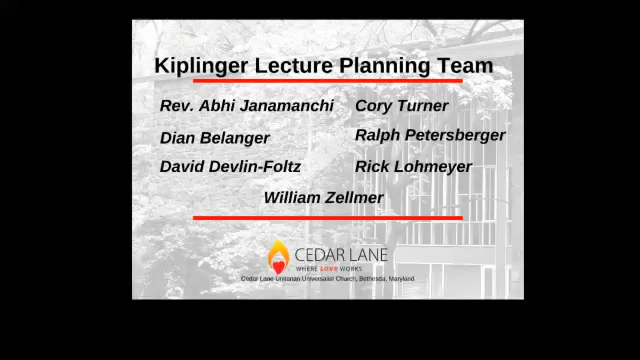 Kiplinger Lecture Planning Team
Rev. Abhi Janamanchi Cory Turner
Dian Belanger Ralph Petersberger
David Devlin-Foltz Rick Lohmeyer
William Zellmer
CEDAR LANE
WHERE LOVE WORKS
Cedar Lane Unitarian Universalist Church, Bethesda, Maryland